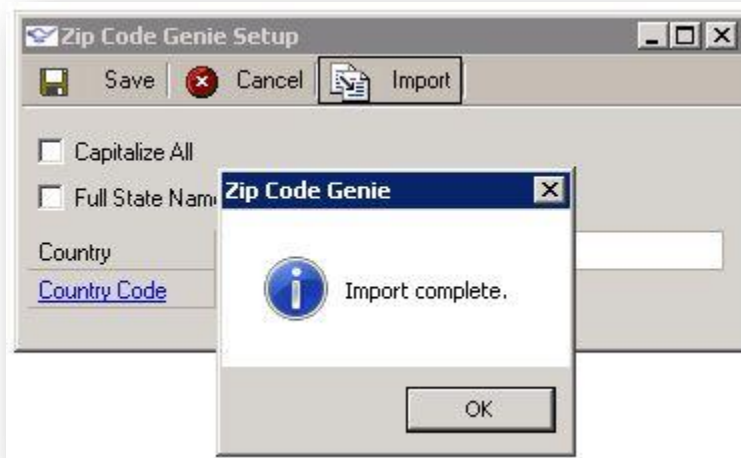 Zip Code Genie Setup
Save Cancel Import
Capitalize All
Full State Nam
Zip Code Genie
Country
Country Code
Import complete.
OK